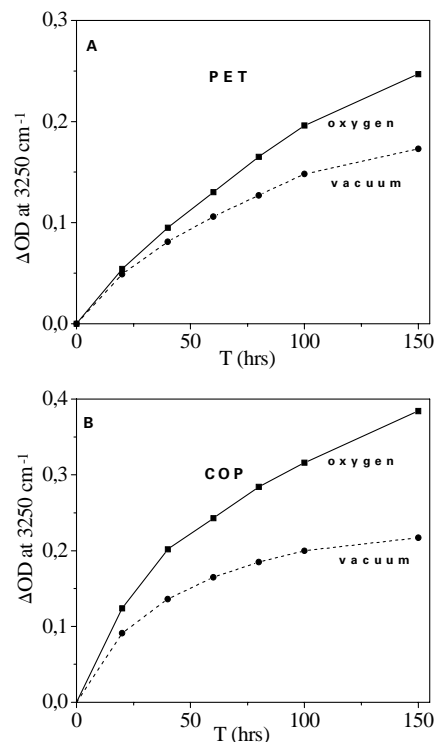 0,3
A
PET
0,2
oxygen
vacuum
0,1
0,0
0 50 100 150
T (hrs)
ΔOD at 3250 cm⁻¹
0,4
B
COP
oxygen
0,3
0,2
vacuum
0,1
0,0
0 50 100 150
T (hrs)
ΔOD at 3250 cm⁻¹